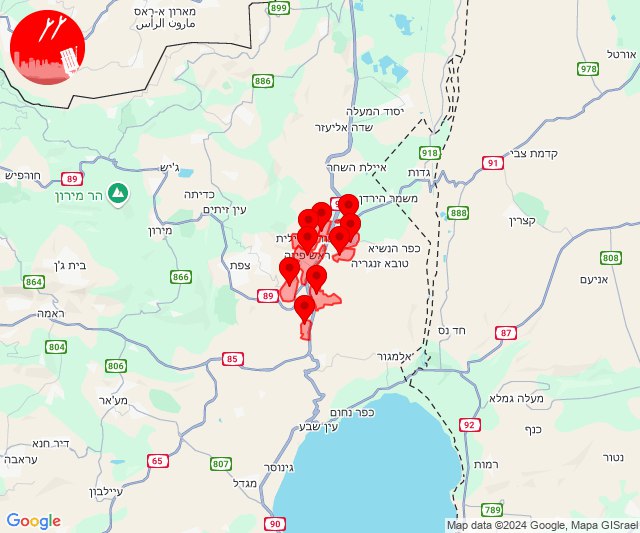 מארון א-ראס
مارون الراس
899
אורטל
978
886
יסוד המעלה
שדה אליעזר
918
קדמת צבי
91
איילת השחר
גדות
ג'יש
חורפיש
89
הר מירון
כדיתה
משמר הירדן
888
קצרין
עין זיתים
מירון
כפר הנשיא
טובא זנגריה
808
צפת
ראש פינה
בית ג'ן
864
866
אניעם
89
ראמה
87
חד נס
804
85
אלמגור
806
מע'אר
מעלה גמלא
כפר נחום
92
כנף
עין שבע
דיר חנא
עראבה
65
807
גינוסר
רמות
נטור
מגדל
עיילבון
789
90
Google
Map data ©2024 Google, Mapa GISrael